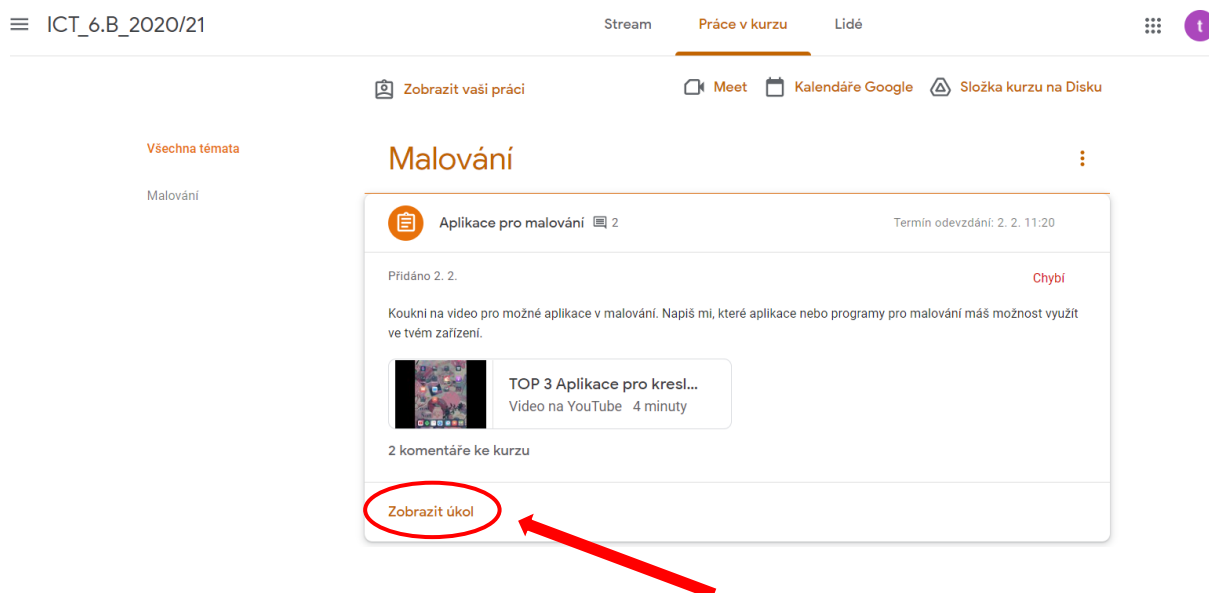 ICT_6.B_2020/21
Stream
Práce v kurzu
Lidé
t
Zobrazit vaši práci
Meet
Kalendáře Google
Složka kurzu na Disku
Všechna témata
Malování
Malování
Aplikace pro malování 2
Termín odevzdání: 2. 2. 11:20
Přidáno 2. 2.
Chybí
Koukni na video pro možné aplikace v malování. Napiš mi, které aplikace nebo programy pro malování máš možnost využít
ve tvém zařízení.
TOP 3 Aplikace pro kresl...
Video na YouTube 4 minuty
2 komentáře ke kurzu
Zobrazit úkol